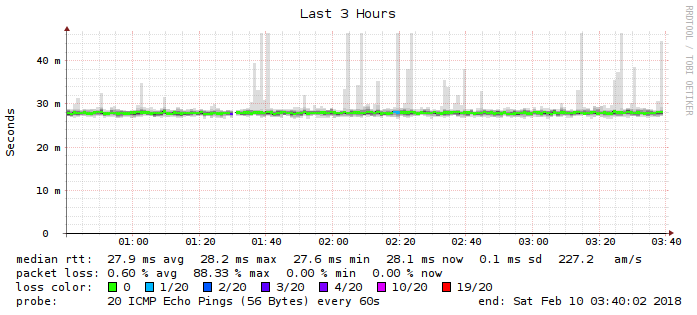 Last 3 Hours
RRDTOOL / TOBI OETIKER
Seconds
40 m
30 m
20 m
10 m
0
01:00 01:20 01:40 02:00 02:20 02:40 03:00 03:20 03:40
median rtt: 27.9 ms avg 28.2 ms max 27.6 ms min 28.1 ms now 0.1 ms sd 227.2 am/s
packet loss: 0.60 % avg 88.33 % max 0.00 % min 0.00 % now
loss color: 0 1/20 2/20 3/20 4/20 10/20 19/20
probe: 20 ICMP Echo Pings (56 Bytes) every 60s end: Sat Feb 10 03:40:02 2018